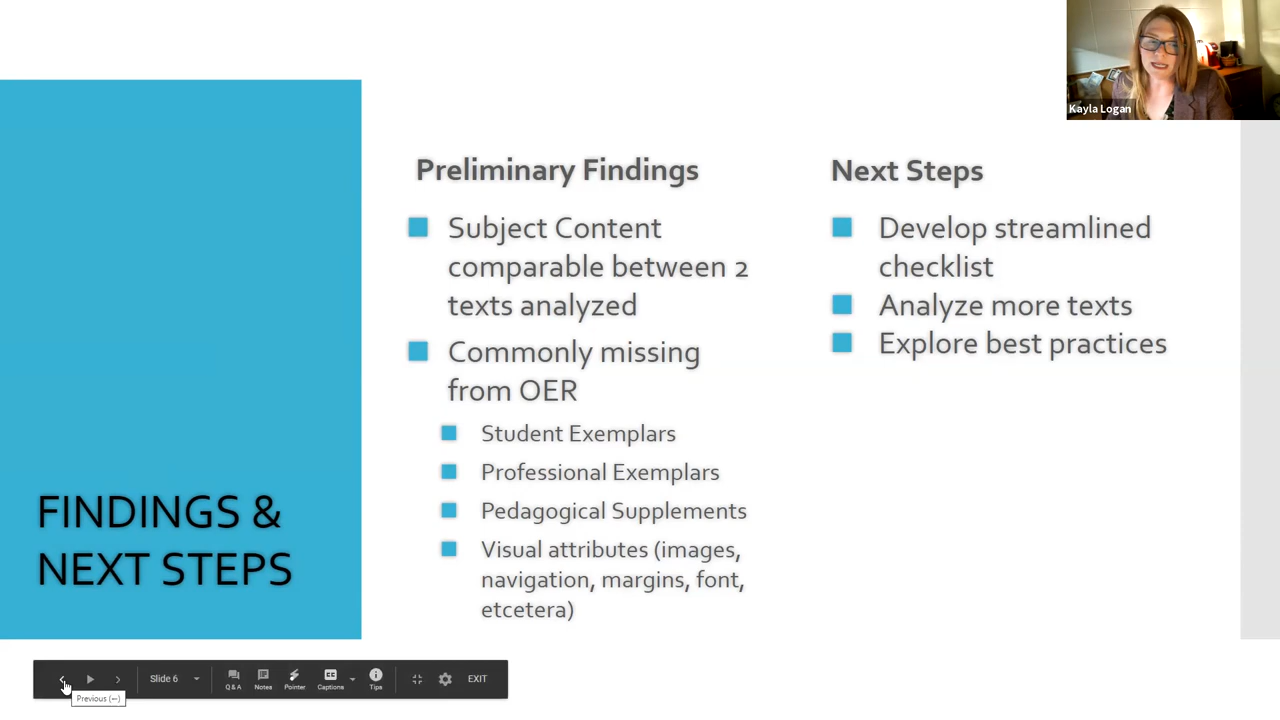 Kayla Logan
FINDINGS &
NEXT STEPS
Preliminary Findings
Subject Content
comparable between 2
texts analyzed
Commonly missing
from OER
Student Exemplars
Professional Exemplars
Pedagogical Supplements
Visual attributes (images,
navigation, margins, font,
etcetera)
Next Steps
Develop streamlined
checklist
Analyze more texts
Explore best practices
Slide 6
Q & A
Notes
Pointer
Captions
Tips
EXIT
Previous (←)